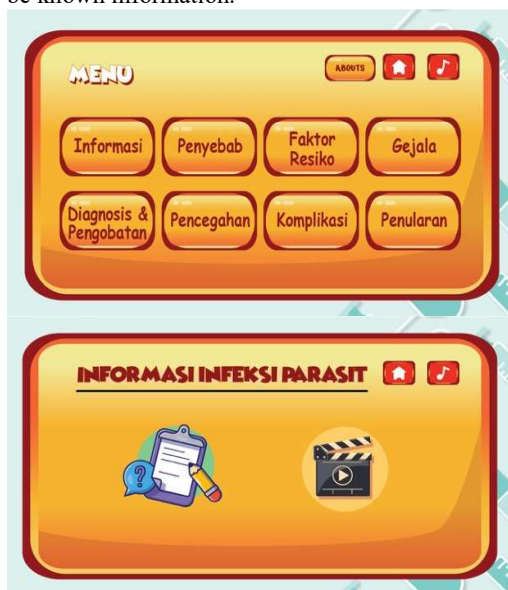 be known information.
MENU
ABOUTS
Informasi
Penyebab
Faktor
Resiko
Gejala
Diagnosis &
Pengobatan
Pencegahan
Komplikasi
Penularan
INFORMASI INFEKSI PARASIT
?